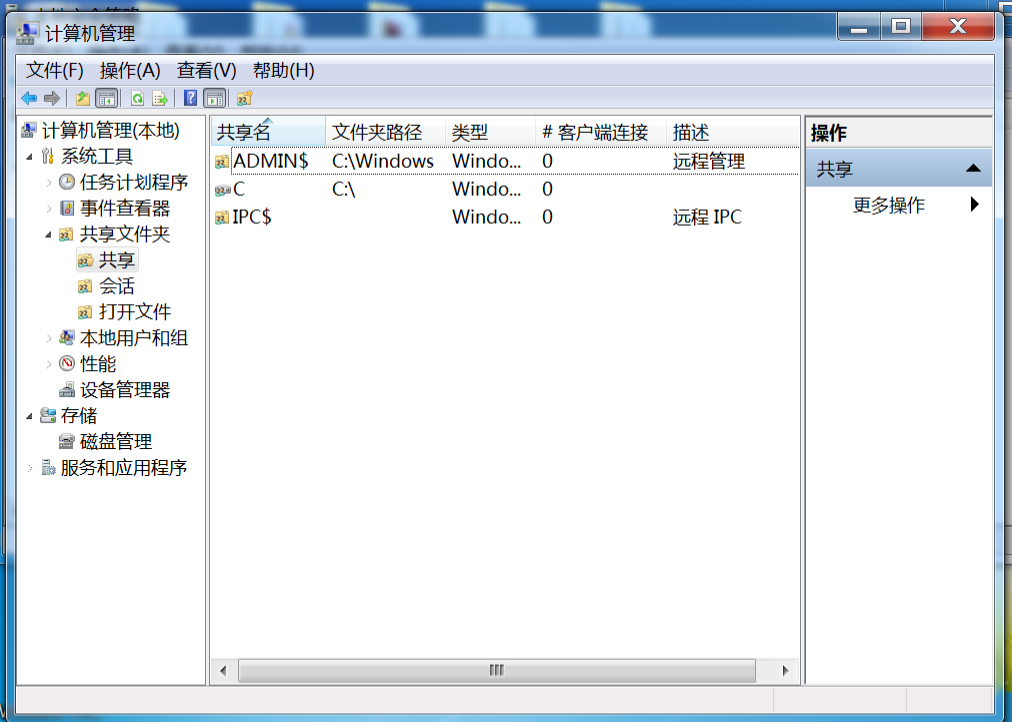 计算机管理
文件(F) 操作(A) 查看(V) 帮助(H)
计算机管理(本地)
系统工具
任务计划程序
事件查看器
共享文件夹
共享
会话
打开文件
本地用户和组
性能
设备管理器
存储
磁盘管理
服务和应用程序
共享名 文件夹路径 类型 # 客户端连接 描述
ADMIN$ C:\Windows Windo... 0 远程管理
C C:\ Windo... 0
IPC$ Windo... 0 远程 IPC
操作
共享
更多操作